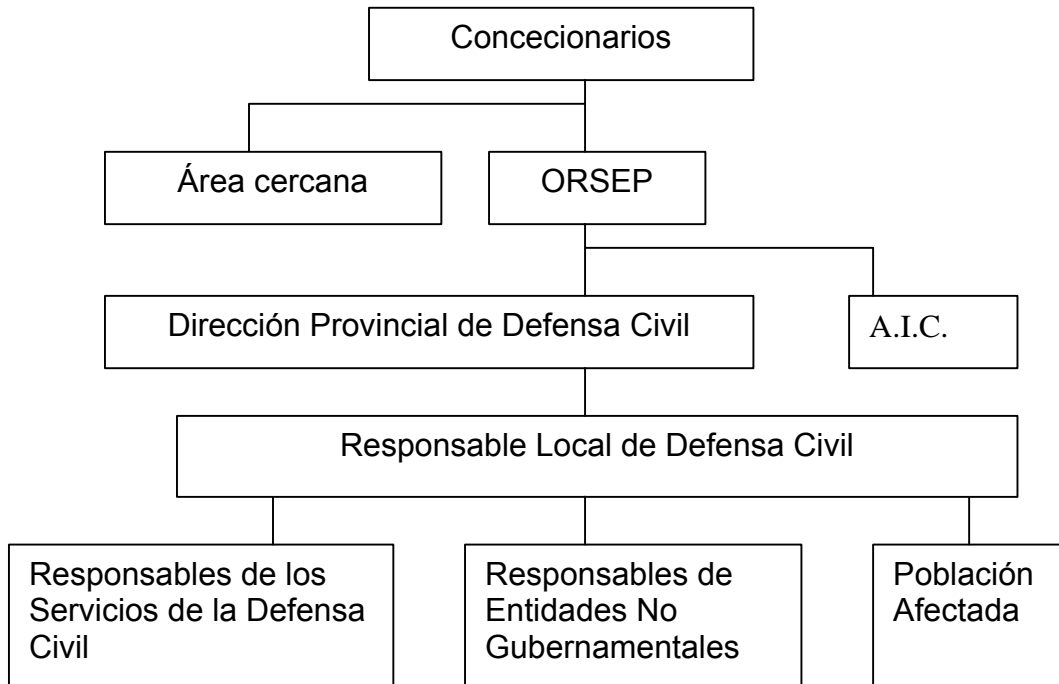 Concecionarios
Área cercana
ORSEP
Dirección Provincial de Defensa Civil
A.I.C.
Responsable Local de Defensa Civil
Responsables de los
Servicios de la Defensa
Civil
Responsables de
Entidades No
Gubernamentales
Población
Afectada